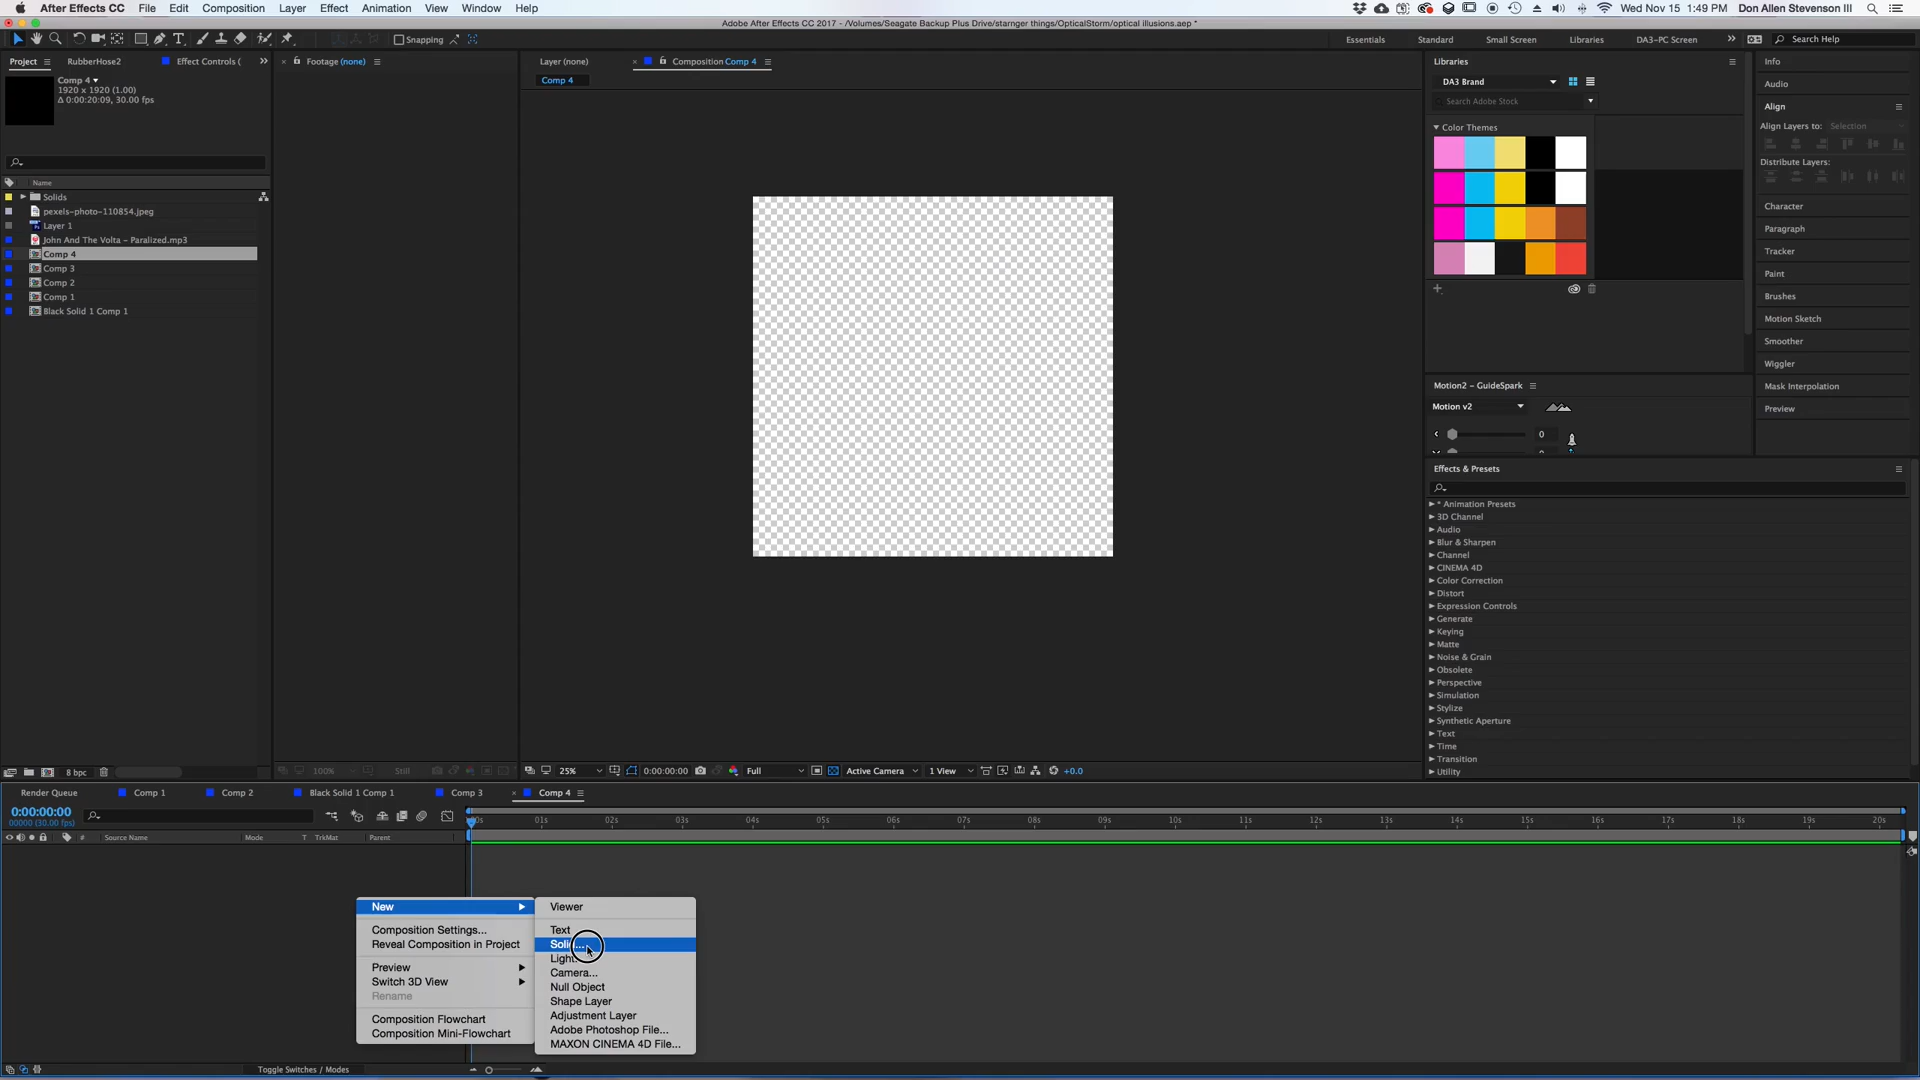 After Effects CC File Edit Composition Layer Effect Animation View Window Help
Wed Nov 15 1:49 PM Don Allen Stevenson III
Adobe After Effects CC 2017 - /Volumes/Seagate Backup Plus Drive/starnger things/OpticalStorm/optical illusions.aep *
Snapping
Essentials Standard Small Screen Libraries DA3-PC Screen Search Help
Project RubberHose2 Effect Controls (
Footage (none)
Layer (none) Composition Comp 4
Comp 4
Comp 4
1920 x 1920 (1.00)
Δ 0:00:20:09, 30.00 fps
Name
Solids
pexels-photo-110854.jpeg
Layer 1
John And The Volta - Paralized.mp3
Comp 4
Comp 3
Comp 2
Comp 1
Black Solid 1 Comp 1
Libraries
DA3 Brand
Search Adobe Stock
Color Themes
Motion2 - GuideSpark
Motion v2
0
Info
Audio
Align
Align Layers to: Selection
Distribute Layers:
Character
Paragraph
Tracker
Paint
Brushes
Motion Sketch
Smoother
Wiggler
Mask Interpolation
Preview
Effects & Presets
* Animation Presets
3D Channel
Audio
Blur & Sharpen
Channel
CINEMA 4D
Color Correction
Distort
Expression Controls
Generate
Keying
Matte
Noise & Grain
Obsolete
Perspective
Simulation
Stylize
Synthetic Aperture
Text
Time
Transition
Utility
8 bpc
100% Still
25% 0:00:00:00 Full Active Camera 1 View +0.0
Render Queue Comp 1 Comp 2 Black Solid 1 Comp 1 Comp 3 Comp 4
0:00:00:00
00000 (30.00 fps)
:00s 01s 02s 03s 04s 05s 06s 07s 08s 09s 10s 11s 12s 13s 14s 15s 16s 17s 18s 19s 20s
# Source Name Mode T TrkMat Parent
New
Composition Settings...
Reveal Composition in Project
Preview
Switch 3D View
Rename
Composition Flowchart
Composition Mini-Flowchart
Viewer
Text
Solid...
Light...
Camera...
Null Object
Shape Layer
Adjustment Layer
Adobe Photoshop File...
MAXON CINEMA 4D File...
Toggle Switches / Modes